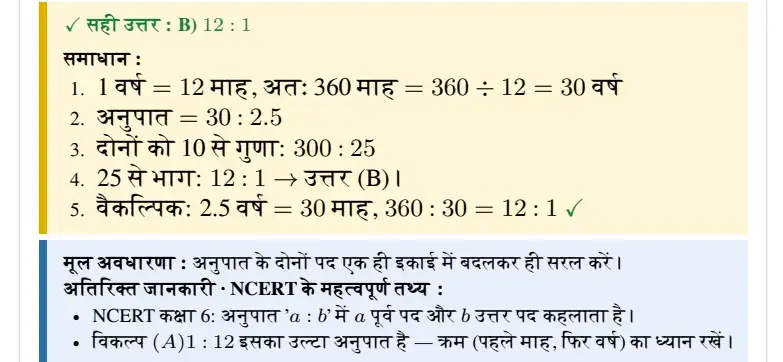 ✓ सही उत्तर : B) 12 : 1
समाधान :
1. 1 वर्ष = 12 माह, अतः 360 माह = 360 ÷ 12 = 30 वर्ष
2. अनुपात = 30 : 2.5
3. दोनों को 10 से गुणा: 300 : 25
4. 25 से भाग: 12 : 1 → उत्तर (B)।
5. वैकल्पिक: 2.5 वर्ष = 30 माह, 360 : 30 = 12 : 1 ✓
मूल अवधारणा : अनुपात के दोनों पद एक ही इकाई में बदलकर ही सरल करें।
अतिरिक्त जानकारी · NCERT के महत्वपूर्ण तथ्य :
• NCERT कक्षा 6: अनुपात 'a : b' में a पूर्व पद और b उत्तर पद कहलाता है।
• विकल्प (A)1 : 12 इसका उल्टा अनुपात है — क्रम (पहले माह, फिर वर्ष) का ध्यान रखें।